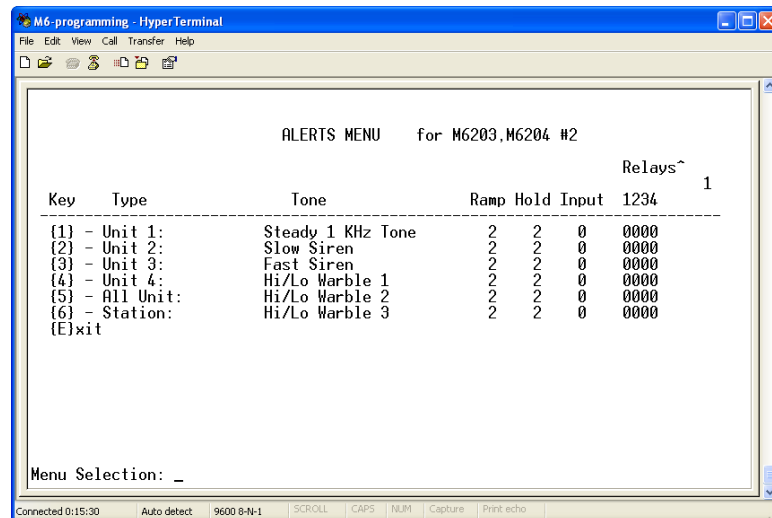 M6-programming - HyperTerminal
File Edit View Call Transfer Help
ALERTS MENU for M6203,M6204 #2
Relays^
1
Key Type Tone Ramp Hold Input 1234
{1} - Unit 1: Steady 1 KHz Tone 2 2 0 0000
{2} - Unit 2: Slow Siren 2 2 0 0000
{3} - Unit 3: Fast Siren 2 2 0 0000
{4} - Unit 4: Hi/Lo Warble 1 2 2 0 0000
{5} - All Unit: Hi/Lo Warble 2 2 2 0 0000
{6} - Station: Hi/Lo Warble 3 2 2 0 0000
{E}xit
Menu Selection: _
Connected 0:15:30 Auto detect 9600 8-N-1 SCROLL CAPS NUM Capture Print echo